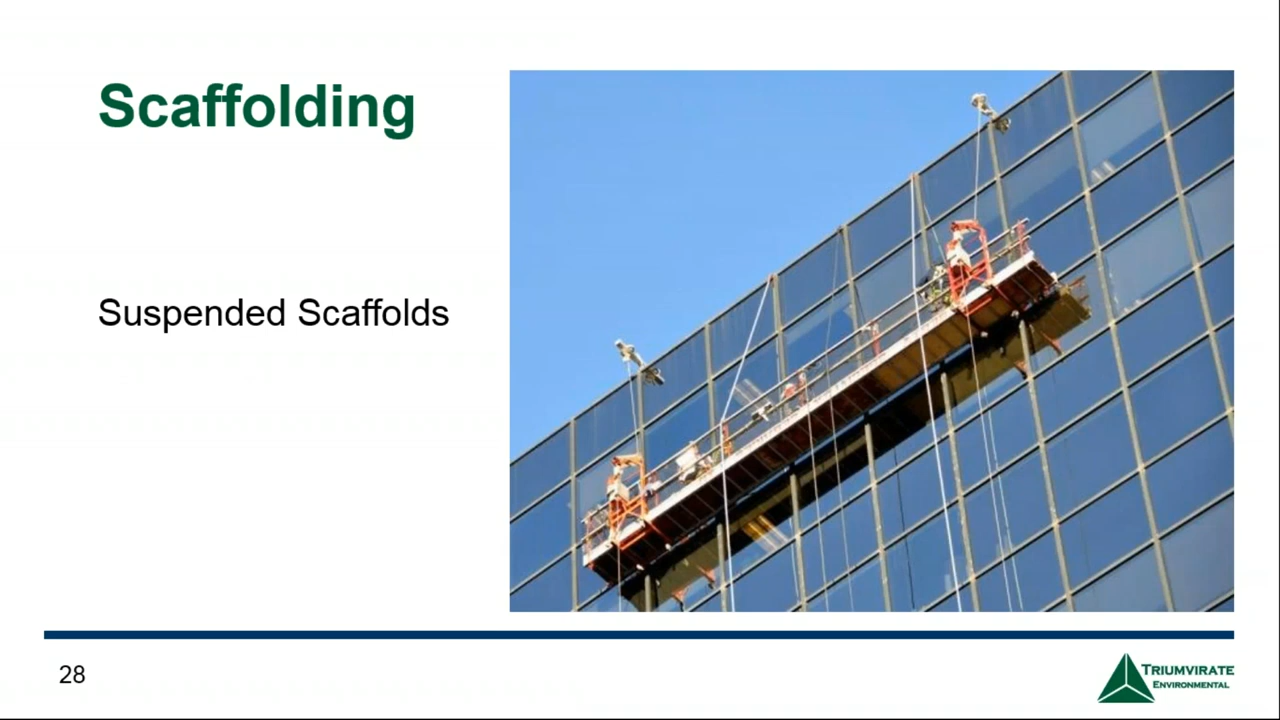 Scaffolding
Suspended Scaffolds
28
TRIUMVIRATE
ENVIRONMENTAL